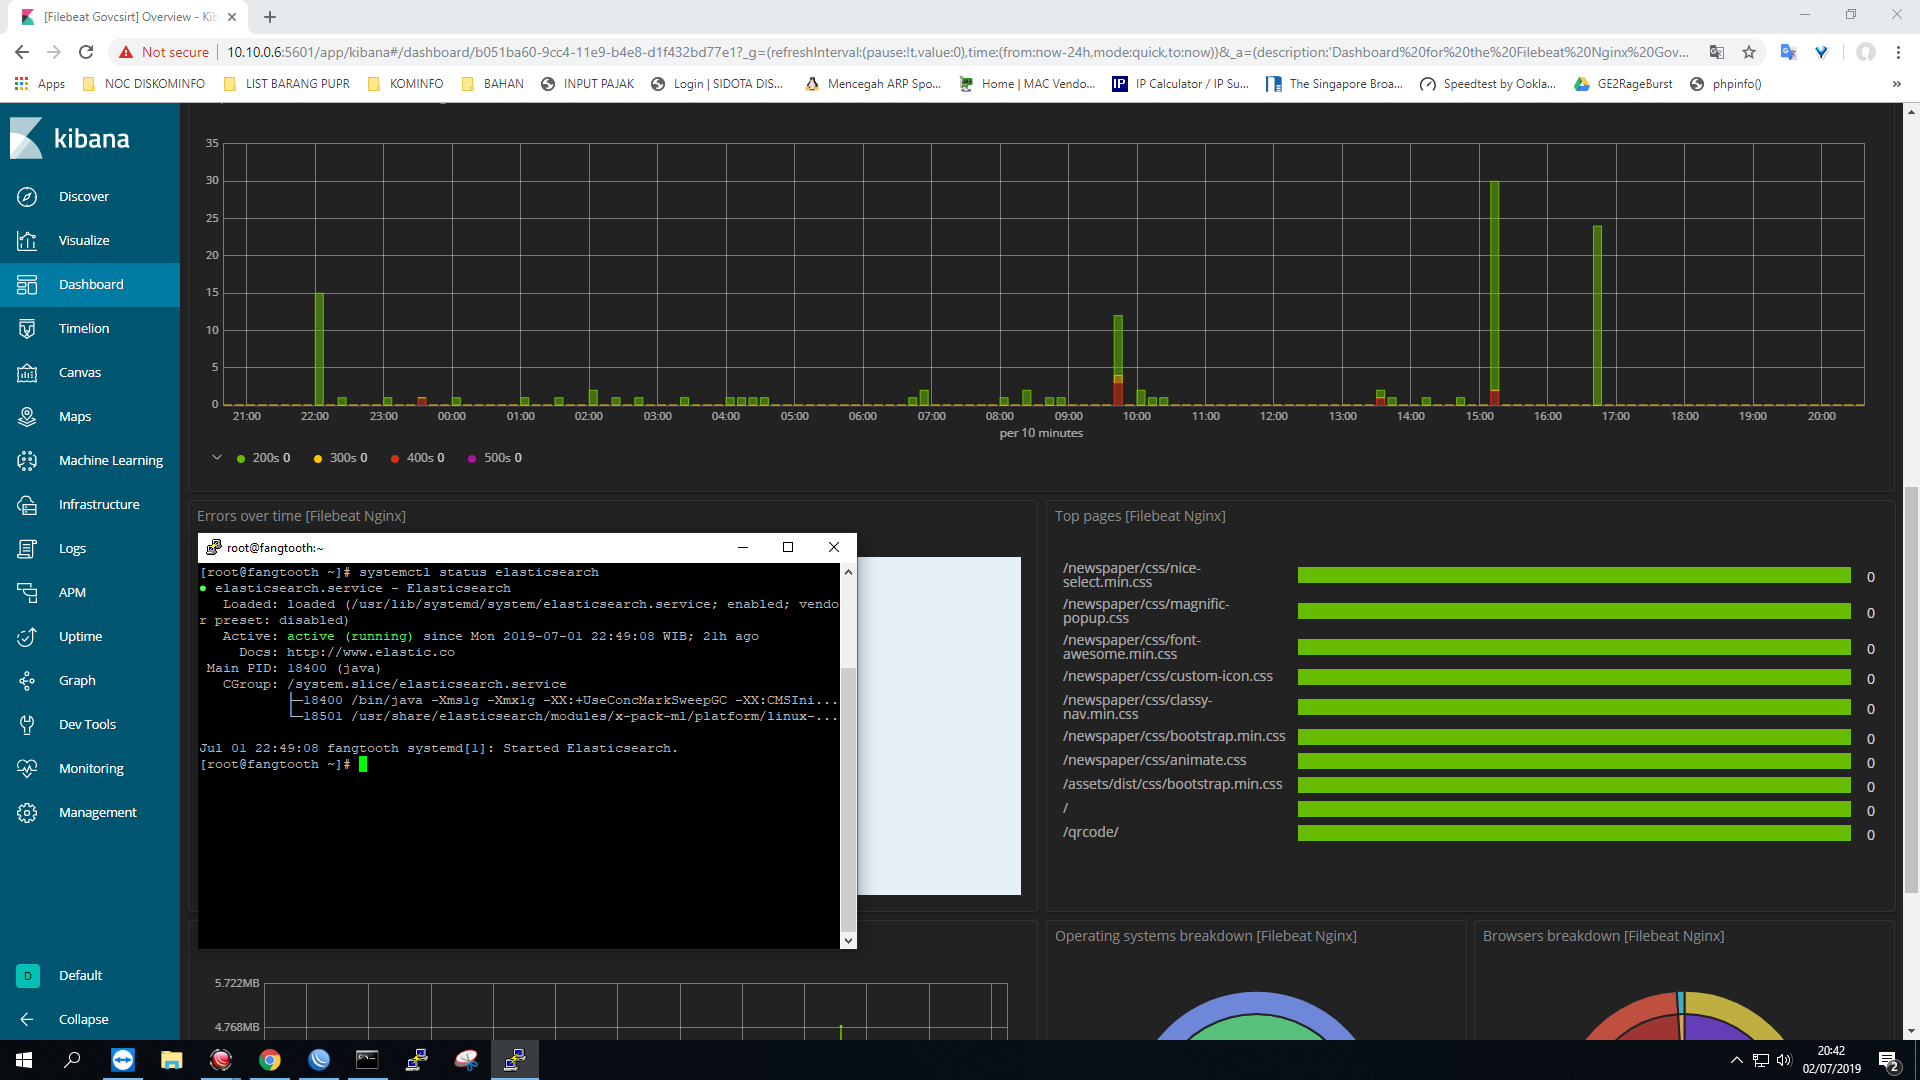 [Filebeat Govcsirt] Overview - Kib
Not secure
10.10.0.6:5601/app/kibana#/dashboard/b051ba60-9cc4-11e9-b4e8-d1f432bd77e1?_g=(refreshInterval:(pause:!t,value:0),time:(from:now-24h,mode:quick,to:now))&_a=(description:'Dashboard%20for%20the%20Filebeat%20Nginx%20Gov...
Apps
NOC DISKOMINFO
LIST BARANG PUPR
KOMINFO
BAHAN
INPUT PAJAK
Login | SIDOTA DIS...
Mencegah ARP Spo...
Home | MAC Vendo...
IP
IP Calculator / IP Su...
The Singapore Broa...
Speedtest by Ookla...
GE2RageBurst
phpinfo()
»
kibana
Discover
Visualize
Dashboard
Timelion
Canvas
Maps
Machine Learning
Infrastructure
Logs
APM
Uptime
Graph
Dev Tools
Monitoring
Management
D
Default
Collapse
35
30
25
20
15
10
5
0
21:00 22:00 23:00 00:00 01:00 02:00 03:00 04:00 05:00 06:00 07:00 08:00 09:00 10:00 11:00 12:00 13:00 14:00 15:00 16:00 17:00 18:00 19:00 20:00
per 10 minutes
200s 0 300s 0 400s 0 500s 0
Errors over time [Filebeat Nginx]
root@fangtooth:~
[root@fangtooth ~]# systemctl status elasticsearch
● elasticsearch.service - Elasticsearch
Loaded: loaded (/usr/lib/systemd/system/elasticsearch.service; enabled; vendo
r preset: disabled)
Active: active (running) since Mon 2019-07-01 22:49:08 WIB; 21h ago
Docs: http://www.elastic.co
Main PID: 18400 (java)
CGroup: /system.slice/elasticsearch.service
├─18400 /bin/java -Xms1g -Xmx1g -XX:+UseConcMarkSweepGC -XX:CMSIni...
└─18501 /usr/share/elasticsearch/modules/x-pack-ml/platform/linux-...
Jul 01 22:49:08 fangtooth systemd[1]: Started Elasticsearch.
[root@fangtooth ~]#
Top pages [Filebeat Nginx]
/newspaper/css/nice-
select.min.css 0
/newspaper/css/magnific-
popup.css 0
/newspaper/css/font-
awesome.min.css 0
/newspaper/css/custom-icon.css 0
/newspaper/css/classy-
nav.min.css 0
/newspaper/css/bootstrap.min.css 0
/newspaper/css/animate.css 0
/assets/dist/css/bootstrap.min.css 0
/ 0
/qrcode/ 0
5.722MB
4.768MB
Operating systems breakdown [Filebeat Nginx]
Browsers breakdown [Filebeat Nginx]
20:42
02/07/2019
2